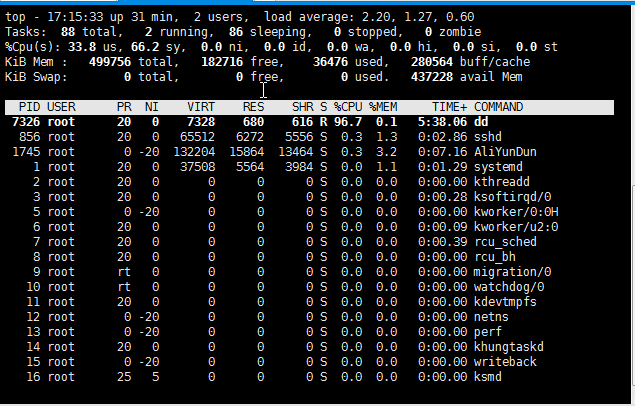 top - 17:15:33 up 31 min,  2 users,  load average: 2.20, 1.27, 0.60
Tasks:  88 total,   2 running,  86 sleeping,   0 stopped,   0 zombie
%Cpu(s): 33.8 us, 66.2 sy,  0.0 ni,  0.0 id,  0.0 wa,  0.0 hi,  0.0 si,  0.0 st
KiB Mem :   499756 total,   182716 free,    36476 used,   280564 buff/cache
KiB Swap:        0 total,        0 free,        0 used.   437228 avail Mem
PID USER      PR  NI    VIRT    RES    SHR S %CPU %MEM     TIME+ COMMAND
7326 root      20   0    7328    680    616 R 96.7  0.1   5:38.06 dd
856 root      20   0   65512   6272   5556 S  0.3  1.3   0:02.86 sshd
1745 root       0 -20  132204  15864  13464 S  0.3  3.2   0:07.16 AliYunDun
1 root      20   0   37508   5564   3984 S  0.0  1.1   0:01.29 systemd
2 root      20   0       0      0      0 S  0.0  0.0   0:00.00 kthreadd
3 root      20   0       0      0      0 S  0.0  0.0   0:00.28 ksoftirqd/0
5 root       0 -20       0      0      0 S  0.0  0.0   0:00.00 kworker/0:0H
6 root      20   0       0      0      0 S  0.0  0.0   0:00.09 kworker/u2:0
7 root      20   0       0      0      0 S  0.0  0.0   0:00.39 rcu_sched
8 root      20   0       0      0      0 S  0.0  0.0   0:00.00 rcu_bh
9 root      rt   0       0      0      0 S  0.0  0.0   0:00.00 migration/0
10 root      rt   0       0      0      0 S  0.0  0.0   0:00.00 watchdog/0
11 root      20   0       0      0      0 S  0.0  0.0   0:00.00 kdevtmpfs
12 root       0 -20       0      0      0 S  0.0  0.0   0:00.00 netns
13 root       0 -20       0      0      0 S  0.0  0.0   0:00.00 perf
14 root      20   0       0      0      0 S  0.0  0.0   0:00.00 khungtaskd
15 root       0 -20       0      0      0 S  0.0  0.0   0:00.00 writeback
16 root      25   5       0      0      0 S  0.0  0.0   0:00.00 ksmd